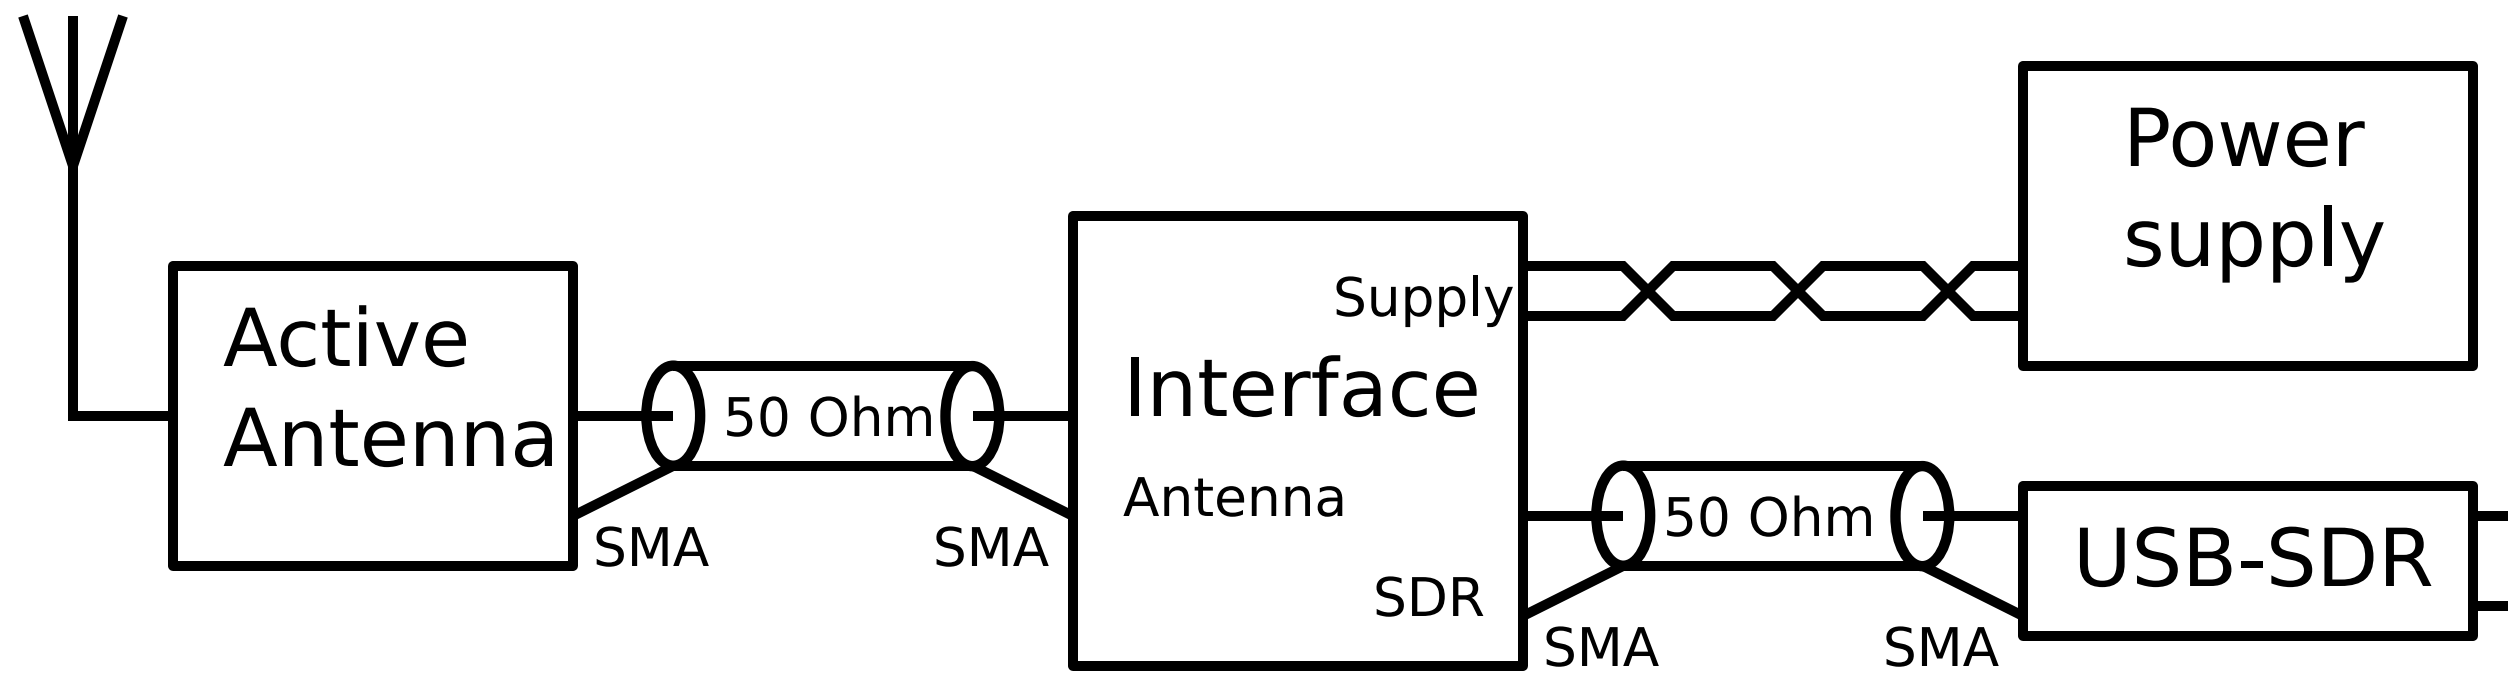 Active
Antenna
SMA
50 Ohm
SMA
Supply
Interface
Antenna
SDR
Power
supply
SMA
50 Ohm
SMA
USB-SDR